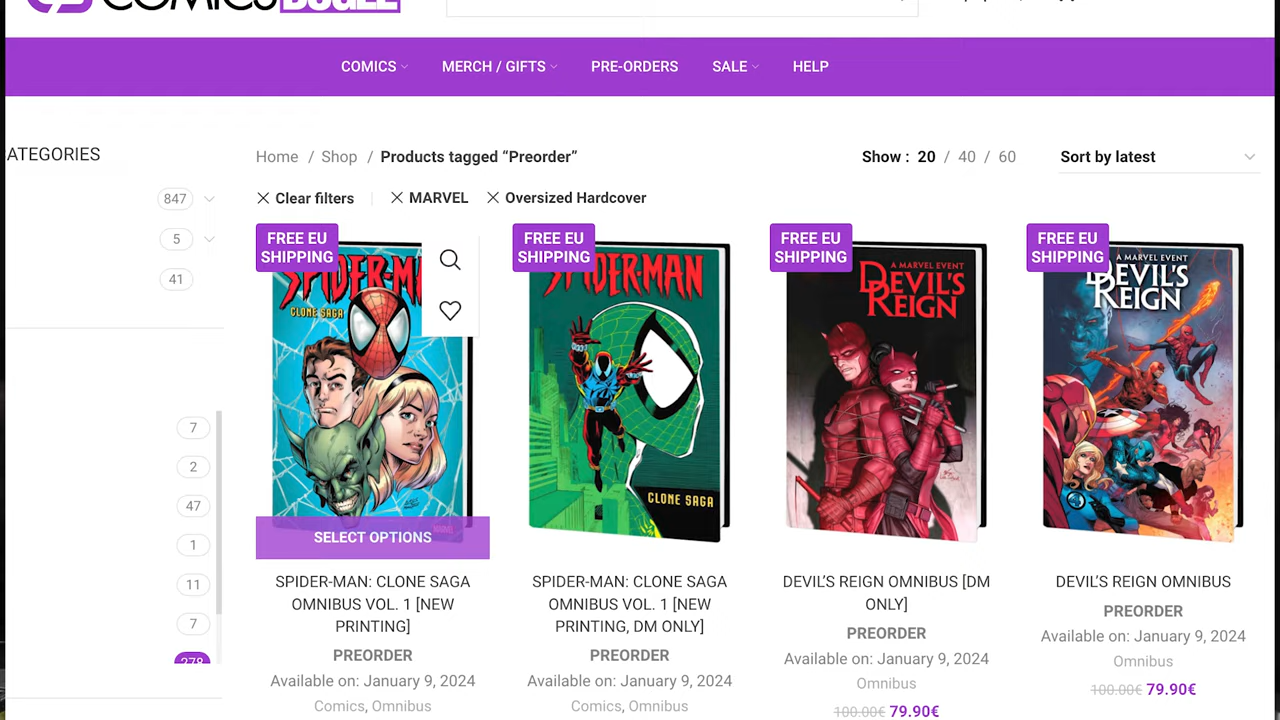 COMICS BUGLE
COMICS
MERCH / GIFTS
PRE-ORDERS
SALE
HELP
ATEGORIES
Home / Shop / Products tagged “Preorder”
Show : 20 / 40 / 60
Sort by latest
847
5
41
Clear filters
MARVEL
Oversized Hardcover
FREE EU
SHIPPING
SPIDER-M
CLONE SAGA
SELECT OPTIONS
FREE EU
SHIPPING
SPIDER-MAN
CLONE SAGA
FREE EU
SHIPPING
A MARVEL EVENT
DEVIL'S
REIGN
FREE EU
SHIPPING
A MARVEL EVENT
DEVIL'S
REIGN
7
2
47
1
11
7
278
SPIDER-MAN: CLONE SAGA
OMNIBUS VOL. 1 [NEW
PRINTING]
PREORDER
Available on: January 9, 2024
Comics, Omnibus
SPIDER-MAN: CLONE SAGA
OMNIBUS VOL. 1 [NEW
PRINTING, DM ONLY]
PREORDER
Available on: January 9, 2024
Comics, Omnibus
DEVIL’S REIGN OMNIBUS [DM
ONLY]
PREORDER
Available on: January 9, 2024
Omnibus
100.00€ 79.90€
DEVIL’S REIGN OMNIBUS
PREORDER
Available on: January 9, 2024
Omnibus
100.00€ 79.90€